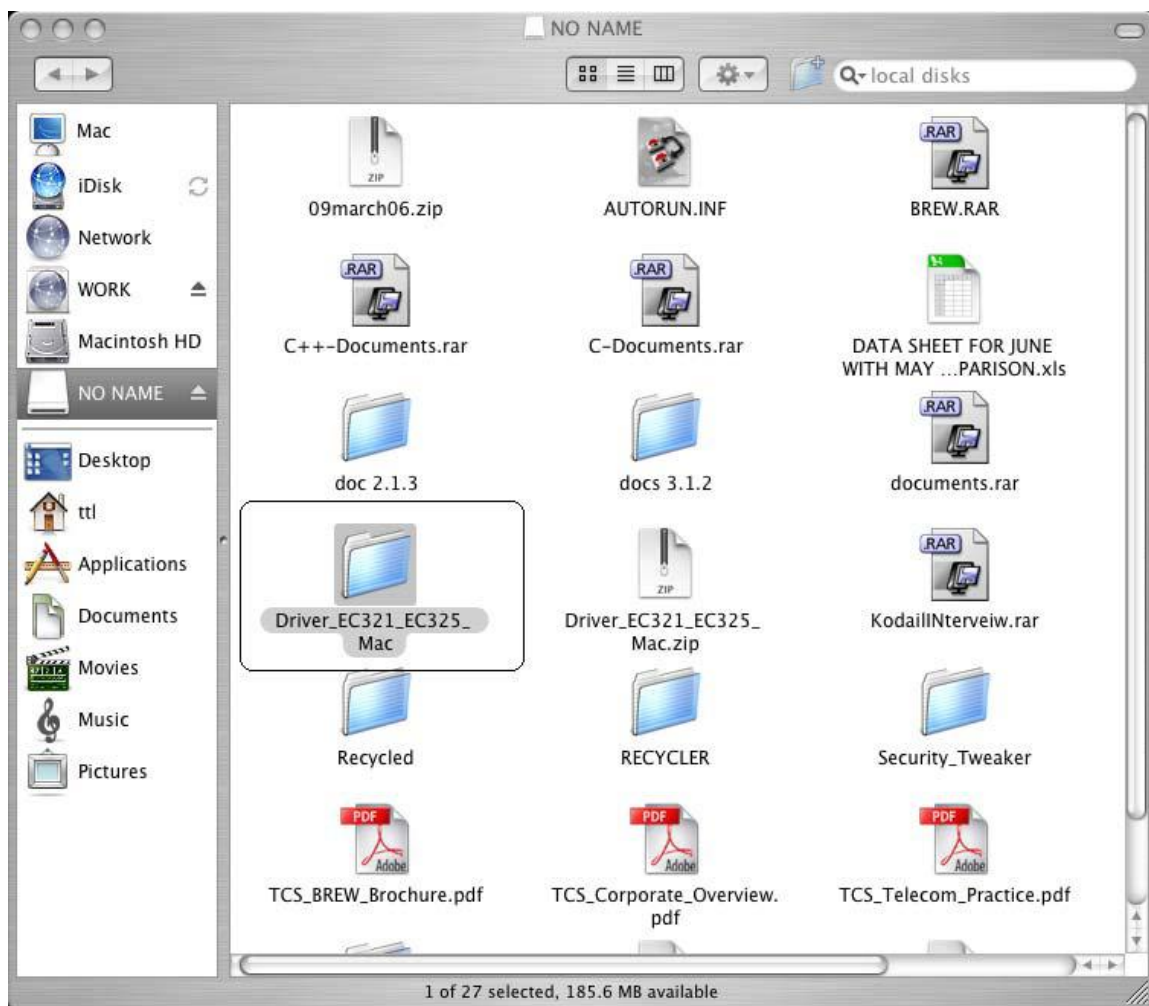 NO NAME
local disks
Mac
iDisk
Network
WORK
Macintosh HD
NO NAME
Desktop
ttl
Applications
Documents
Movies
Music
Pictures
ZIP
.RAR
09march06.zip
AUTORUN.INF
BREW.RAR
.RAR
.RAR
C++-Documents.rar
C-Documents.rar
DATA SHEET FOR JUNE
WITH MAY ...PARISON.xls
.RAR
doc 2.1.3
docs 3.1.2
documents.rar
ZIP
.RAR
Driver_EC321_EC325_
Mac
Driver_EC321_EC325_
Mac.zip
KodailINterveiw.rar
Recycled
RECYCLER
Security_Tweaker
PDF
Adobe
PDF
Adobe
PDF
Adobe
TCS_BREW_Brochure.pdf
TCS_Corporate_Overview.
pdf
TCS_Telecom_Practice.pdf
1 of 27 selected, 185.6 MB available